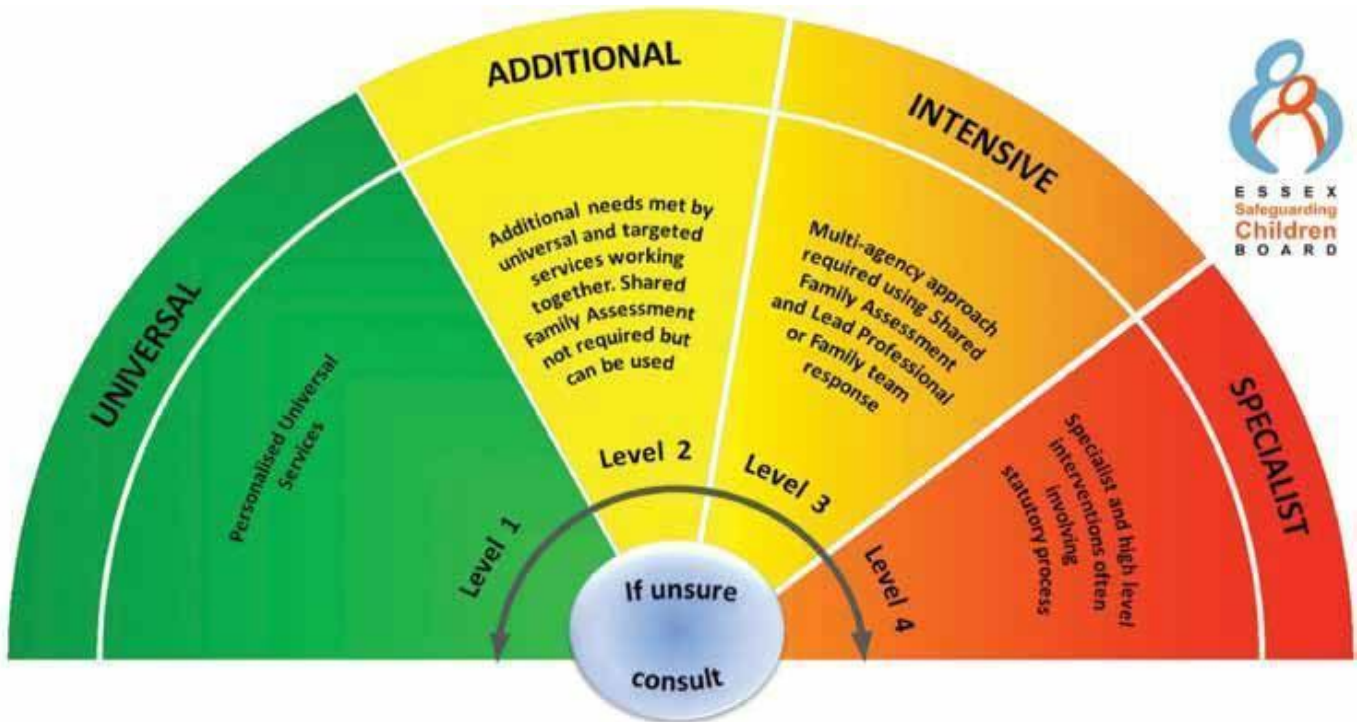 UNIVERSAL
Personalised Universal
Services
Level 1
ADDITIONAL
Additional needs met by
universal and targeted
services working
together. Shared
Family Assessment
not required but
can be used
Level 2
INTENSIVE
Multi-agency approach
required using Shared
Family Assessment
and Lead Professional
or Family team
response
Level 3
SPECIALIST
Specialist and high level
interventions often
involving
statutory process
Level 4
If unsure
consult
ESSEX
Safeguarding
Children
BOARD